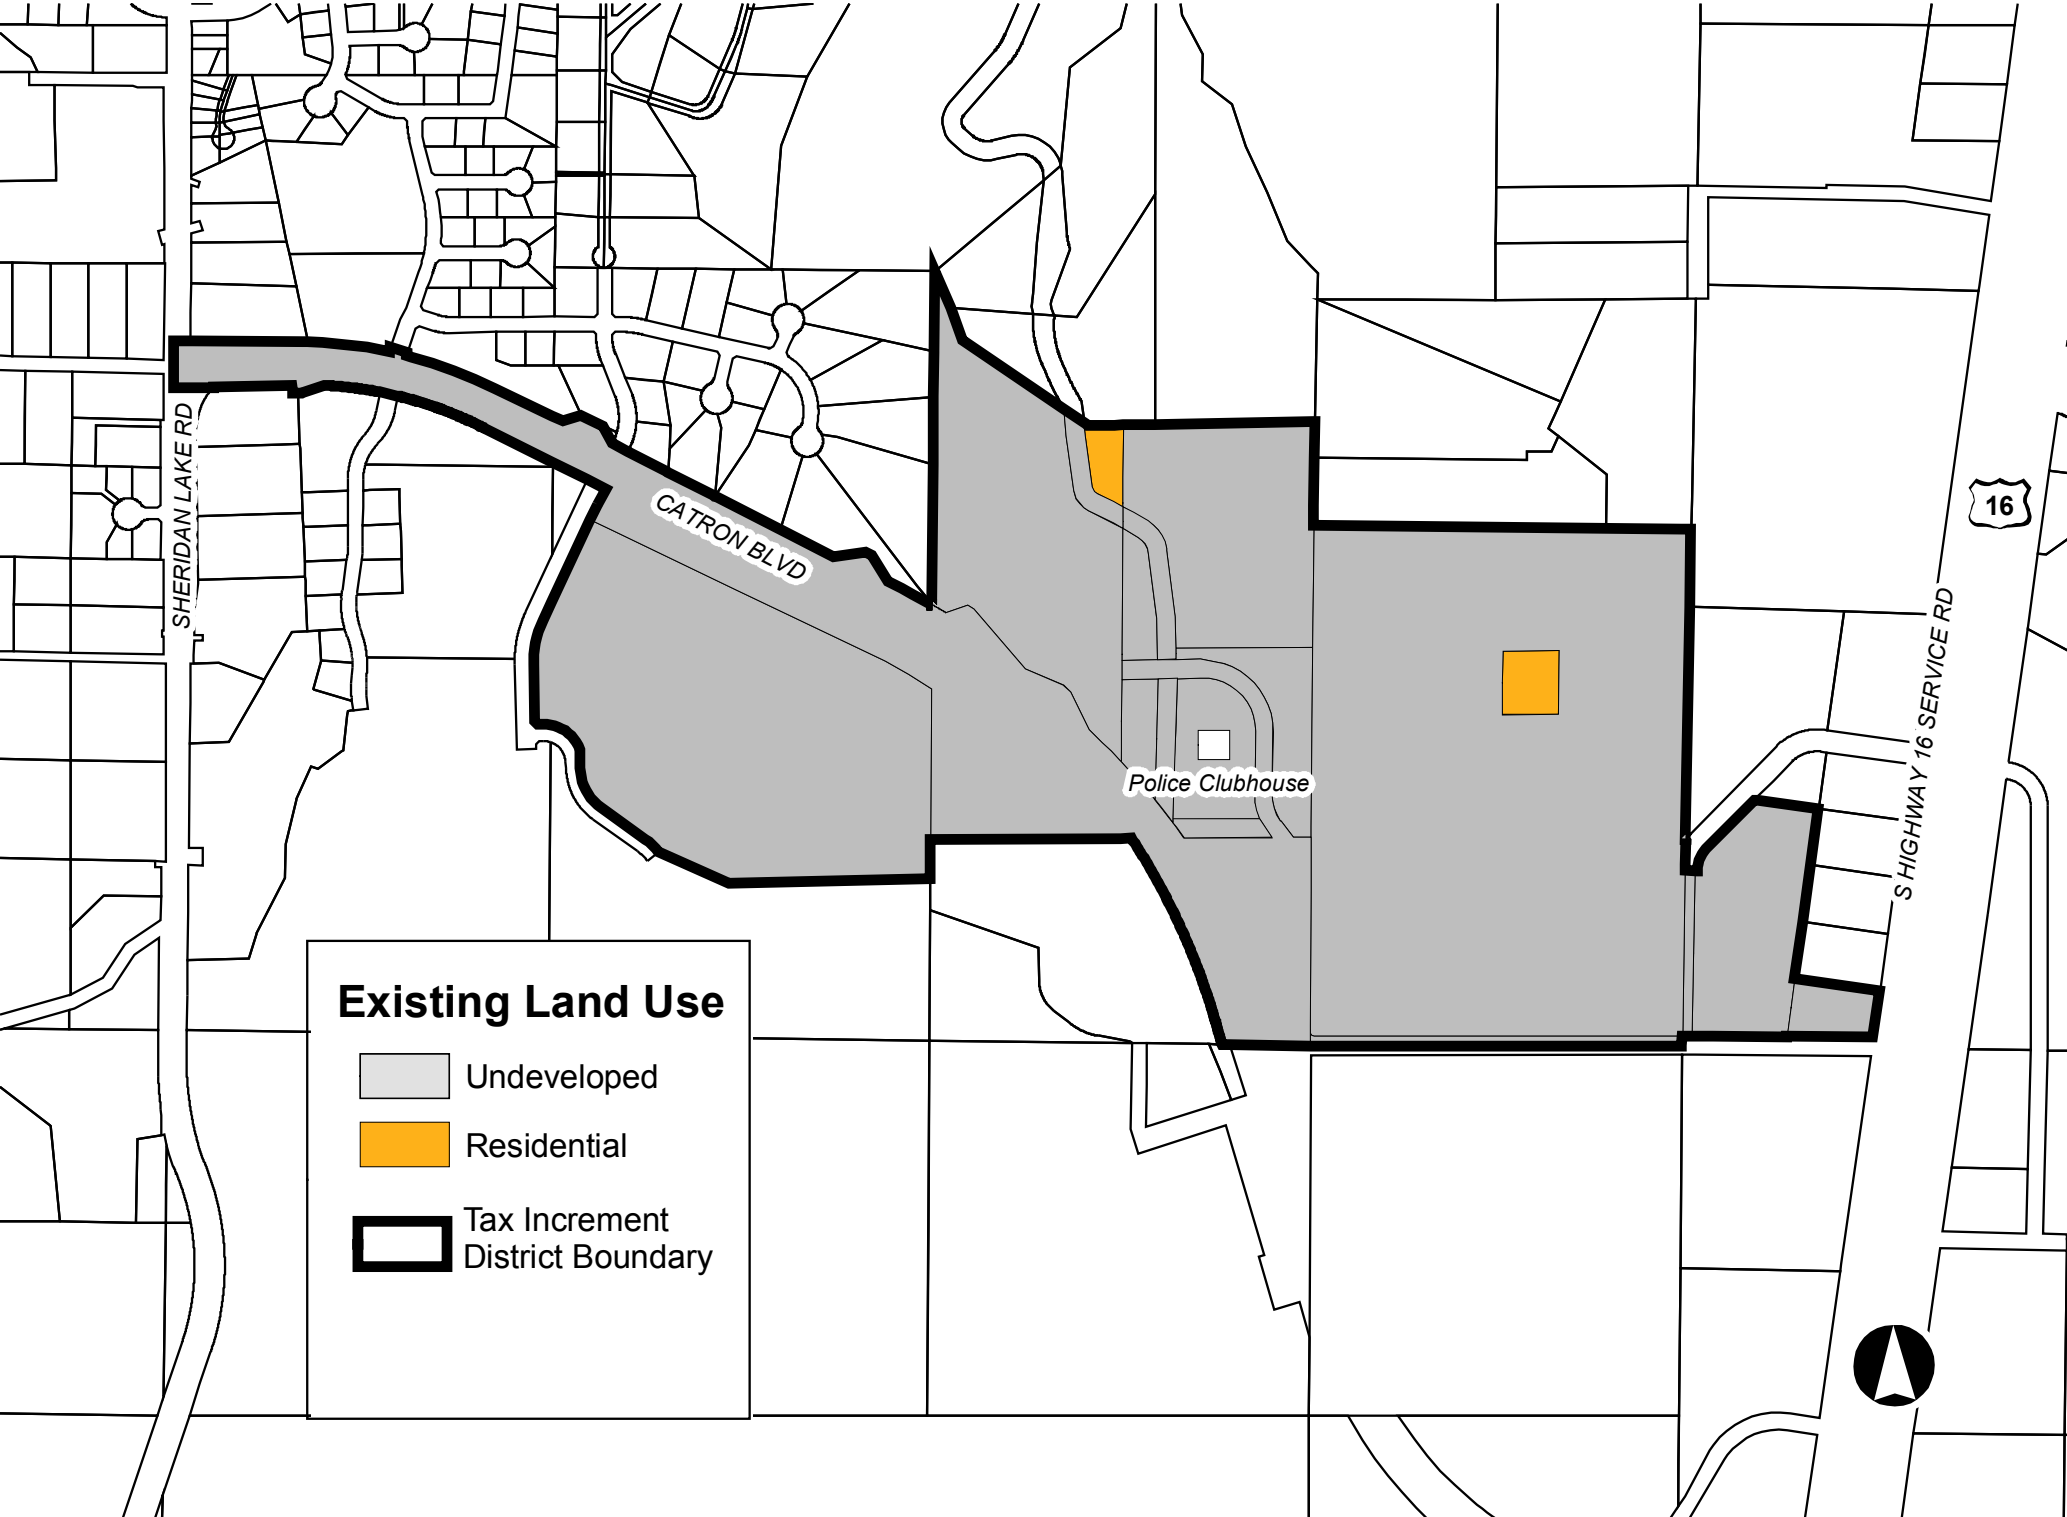 SHERIDAN LAKE RD
CATRON BLVD
16
S HIGHWAY 16 SERVICE RD
Police Clubhouse
Existing Land Use
Undeveloped
Residential
Tax Increment
District Boundary